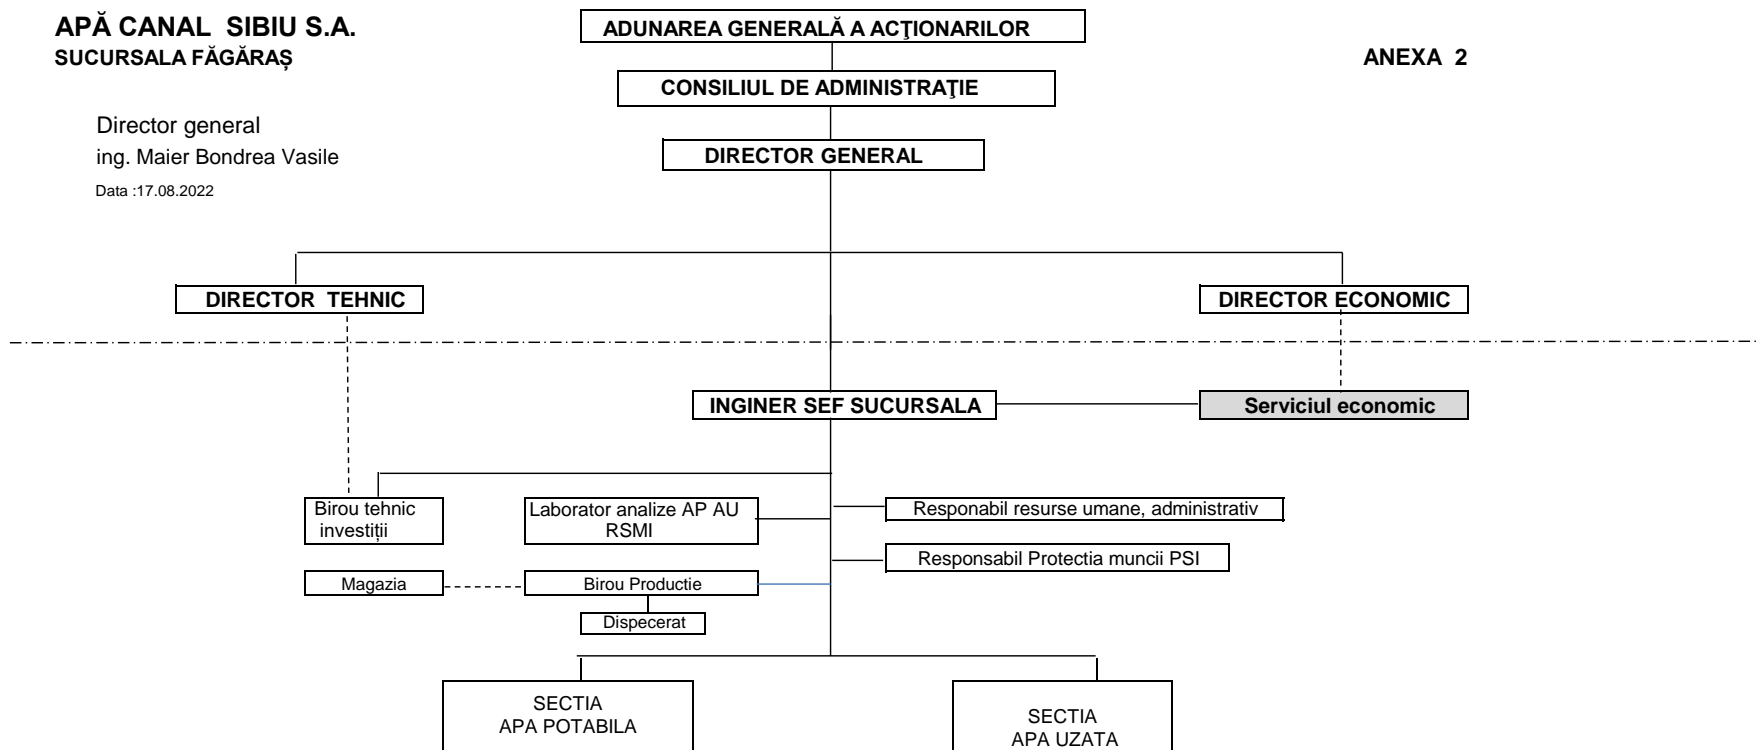 APĂ CANAL  SIBIU S.A.
SUCURSALA FĂGĂRAȘ
ADUNAREA GENERALĂ A ACŢIONARILOR
ANEXA  2
CONSILIUL DE ADMINISTRAŢIE
Director general
ing. Maier Bondrea Vasile
Data :17.08.2022
DIRECTOR GENERAL
DIRECTOR  TEHNIC
DIRECTOR ECONOMIC
INGINER SEF SUCURSALA
Serviciul economic
Birou tehnic
investiții
Laborator analize AP AU
RSMI
Responabil resurse umane, administrativ
Responsabil Protectia muncii PSI
Magazia
Birou Productie
Dispecerat
SECTIA
APA POTABILA
SECTIA
APA UZATA